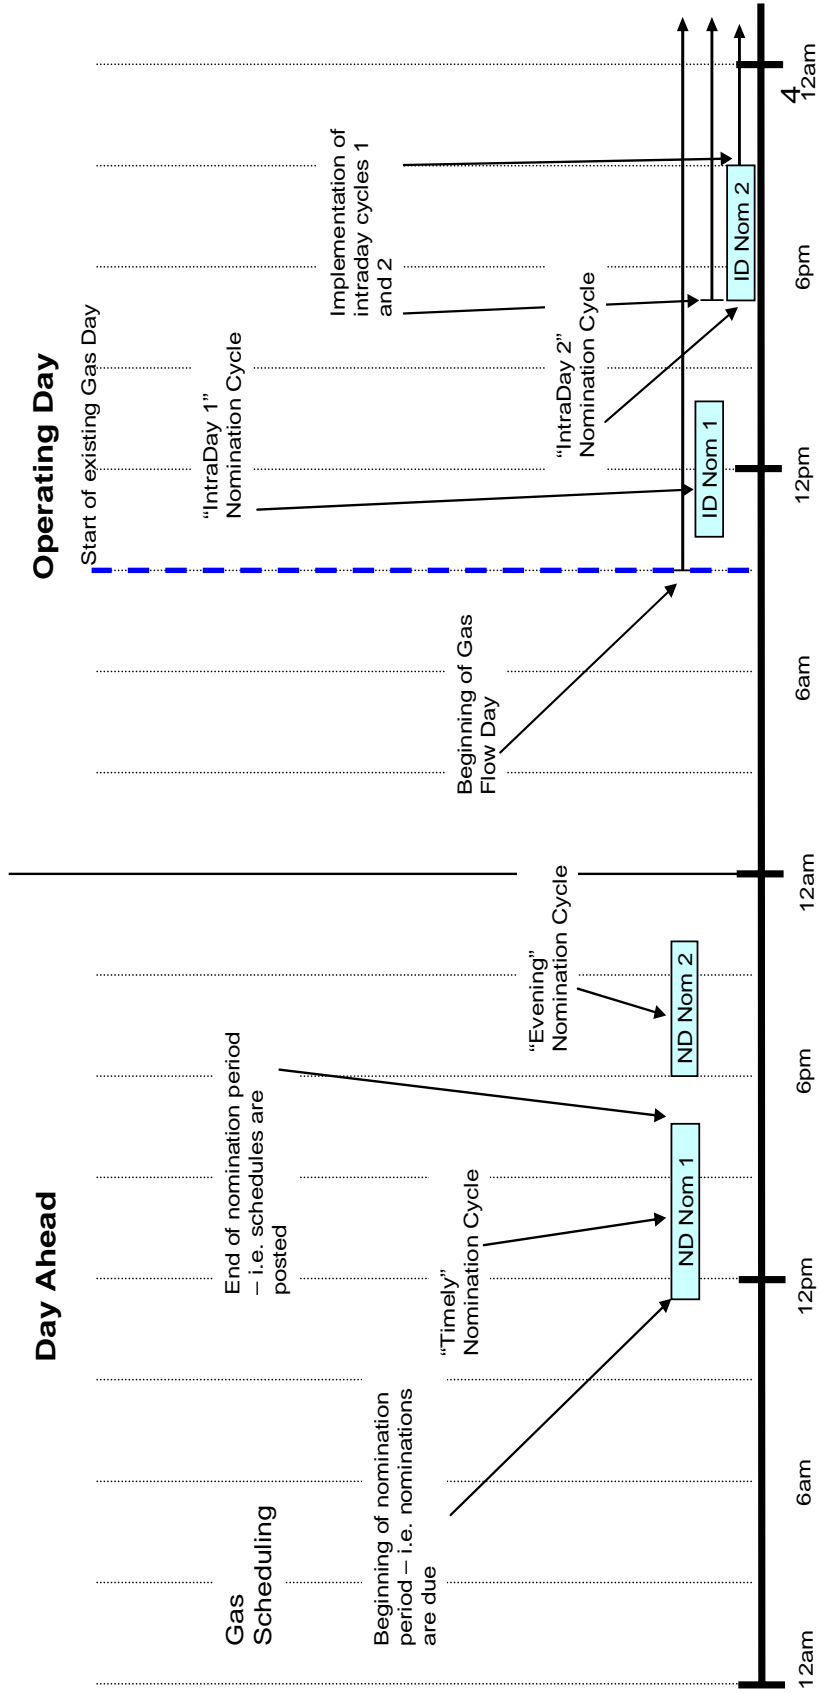 Day Ahead
Operating Day
Start of existing Gas Day
Gas
Scheduling
End of nomination period
– i.e. schedules are
posted
“IntraDay 1”
Nomination Cycle
Implementation of
intraday cycles 1
and 2
Beginning of nomination
period – i.e. nominations
are due
“Timely”
Nomination Cycle
“Evening”
Nomination Cycle
Beginning of Gas
Flow Day
“IntraDay 2”
Nomination Cycle
ND Nom 1
ND Nom 2
ID Nom 1
ID Nom 2
12am
6am
12pm
6pm
12am
6am
12pm
6pm
12am
4